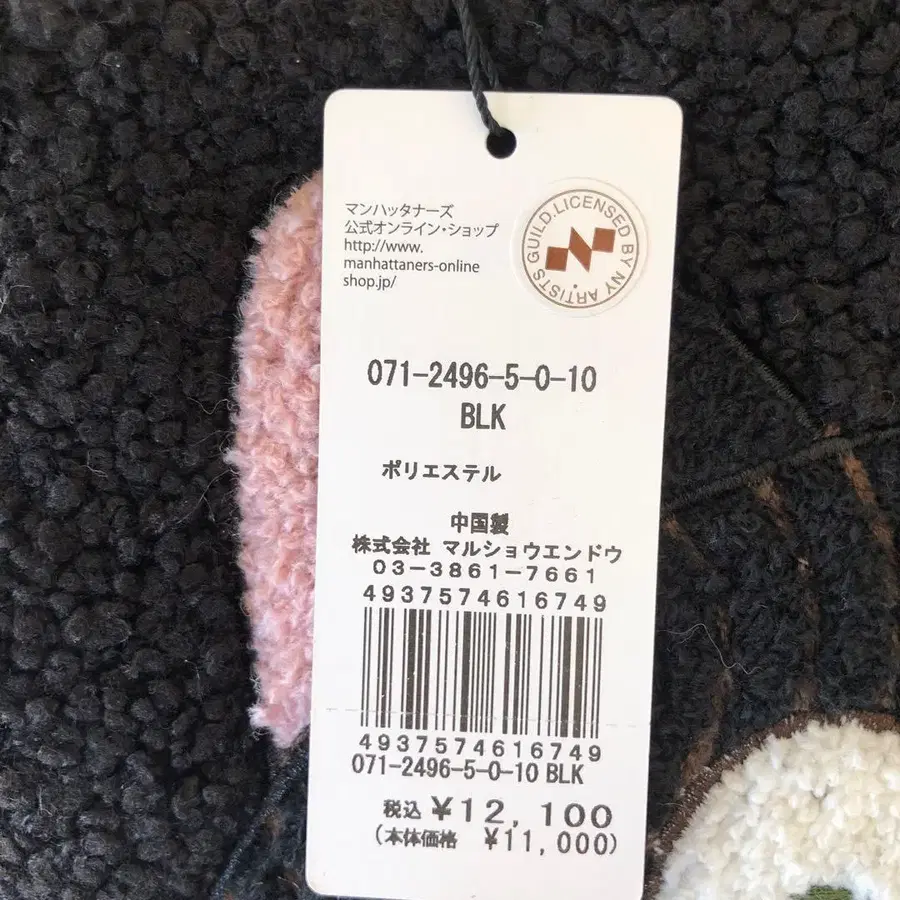 マンハッタナーズ
公式オンライン・ショップ
http://www.
manhattaners-online
shop.jp/
GUILD.LICENSED BY NY ARTISTS
N
071-2496-5-0-10
BLK
ポリエステル
中国製
株式会社 マルショウエンドウ
03-3861-7661
4937574616749
4937574616749
071-2496-5-0-10 BLK
税込 ¥12,100
(本体価格 ¥11,000)